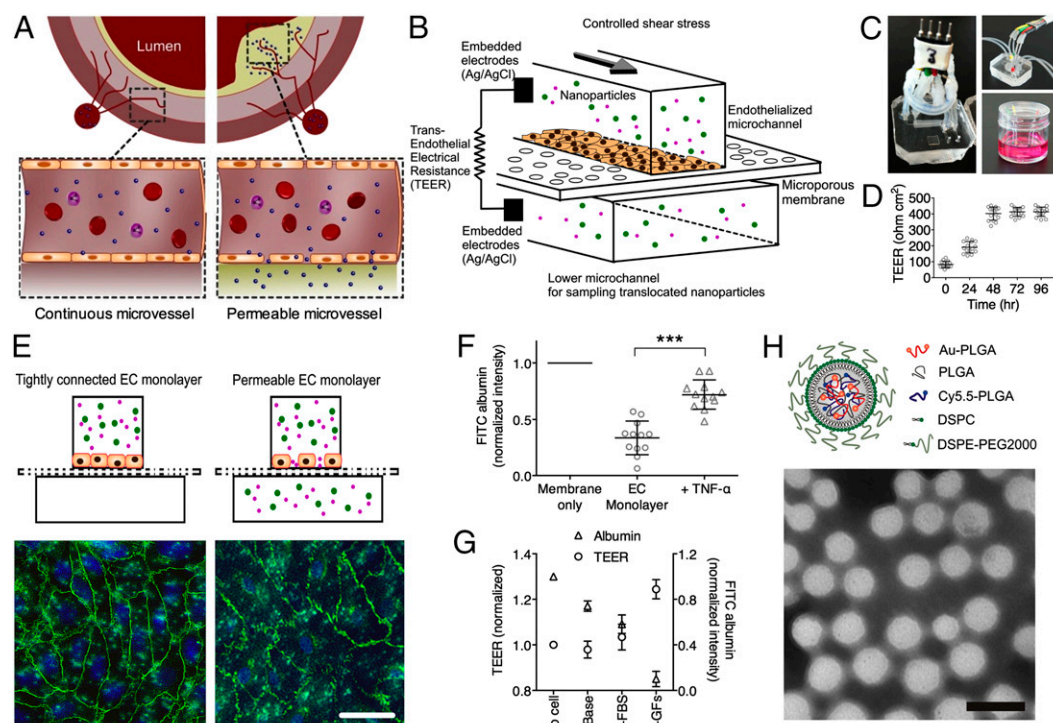 A
Lumen
Continuous microvessel
Permeable microvessel
B
Controlled shear stress
Embedded
electrodes
(Ag/AgCl)
Nanoparticles
Endothelialized
microchannel
Trans-
Endothelial
Electrical
Resistance
(TEER)
Microporous
membrane
Embedded
electrodes
(Ag/AgCl)
Lower microchannel
for sampling translocated nanoparticles
C
3
D
TEER (ohm cm²)
500
400
300
200
100
0
0 24 48 72 96
Time (hr)
E
Tightly connected EC monolayer
Permeable EC monolayer
F
FITC albumin
(normalized intensity)
1.0
0.5
0.0
***
Membrane
only
EC
Monolayer
+ TNF-α
G
Albumin
TEER
TEER (normalized)
1.4
1.2
1.0
0.8
1.2
0.8
0.4
0.0
FITC albumin
(normalized intensity)
o cell
Base
-FBS
-GFs
H
Au-PLGA
PLGA
Cy5.5-PLGA
DSPC
DSPE-PEG2000